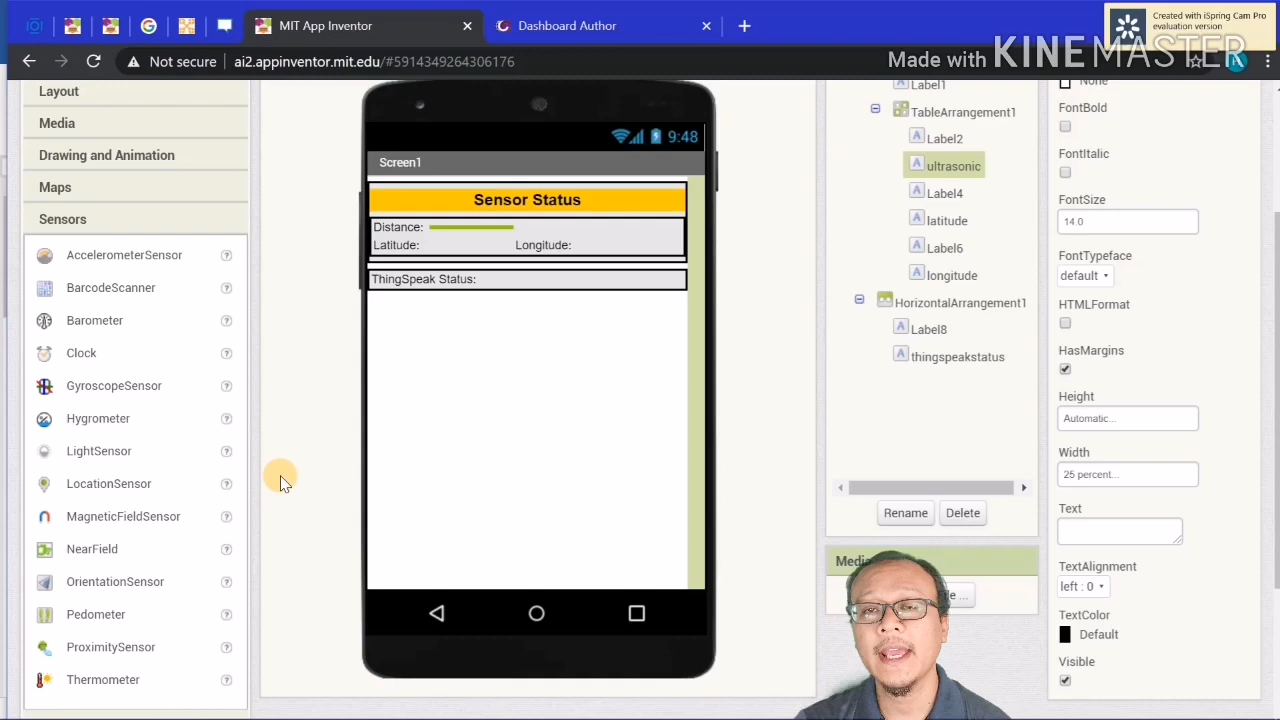 MIT App Inventor
Dashboard Author
Created with iSpring Cam Pro
evaluation version
Not secure
ai2.appinventor.mit.edu/#5914349264306176
Made with KINEMASTER
Layout
Media
Drawing and Animation
Maps
Sensors
AccelerometerSensor
BarcodeScanner
Barometer
Clock
GyroscopeSensor
Hygrometer
LightSensor
LocationSensor
MagneticFieldSensor
NearField
OrientationSensor
Pedometer
ProximitySensor
Thermometer
9:48
Screen1
Sensor Status
Distance:
Latitude: Longitude:
ThingSpeak Status:
Label1
TableArrangement1
Label2
ultrasonic
Label4
latitude
Label6
longitude
HorizontalArrangement1
Label8
thingspeakstatus
Rename Delete
Media
None
FontBold
FontItalic
FontSize
14.0
FontTypeface
default
HTMLFormat
HasMargins
Height
Automatic...
Width
25 percent...
Text
TextAlignment
left : 0
TextColor
Default
Visible